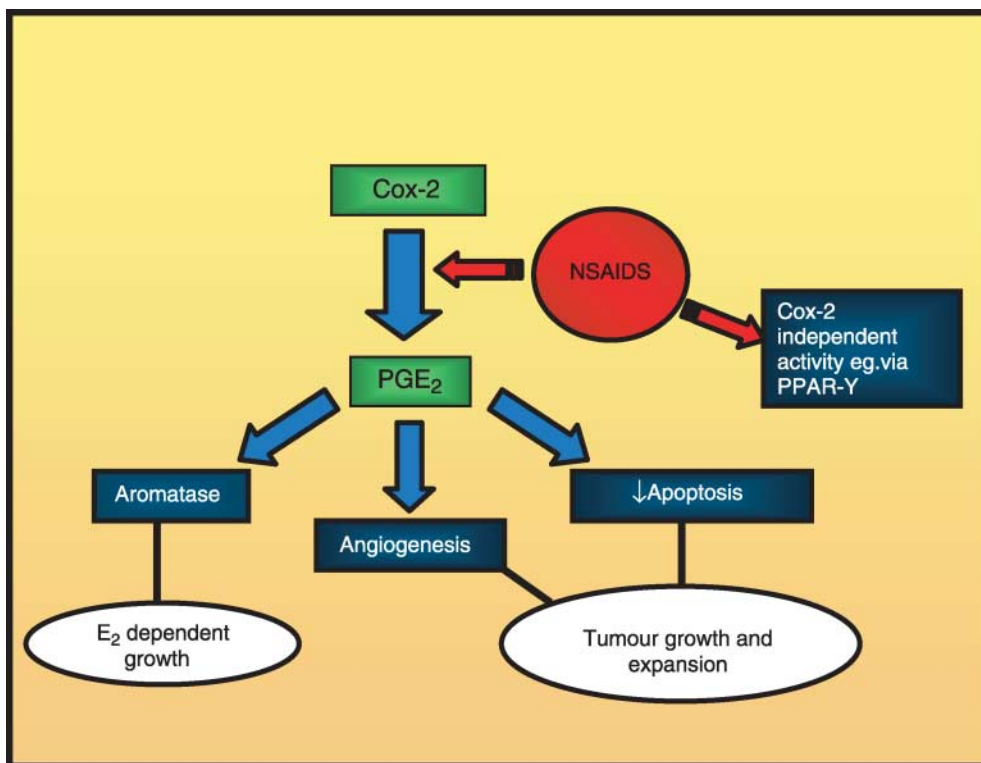 Cox-2
NSAIDS
Cox-2
independent
activity eg.via
PPAR-Y
PGE₂
Aromatase
↓Apoptosis
Angiogenesis
E₂ dependent
growth
Tumour growth and
expansion